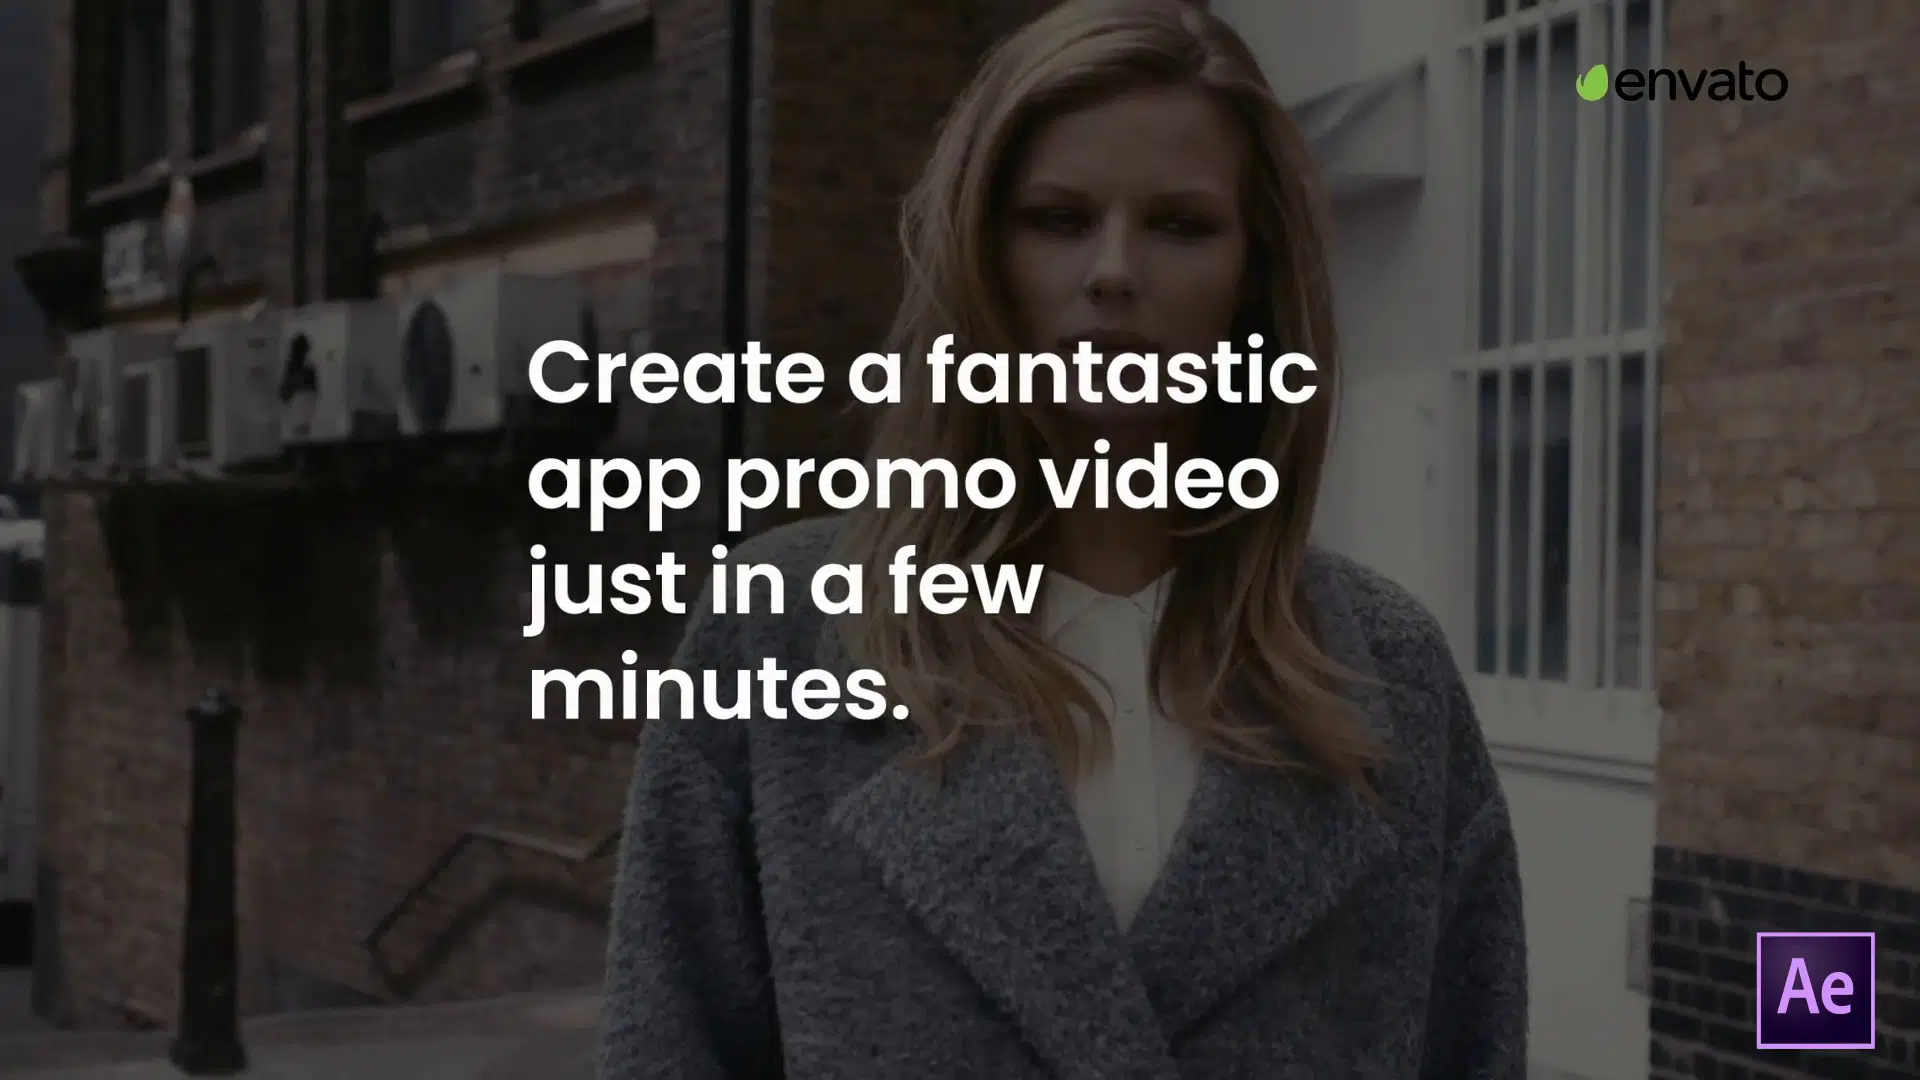 envato
Create a fantastic
app promo video
just in a few
minutes.
Ae